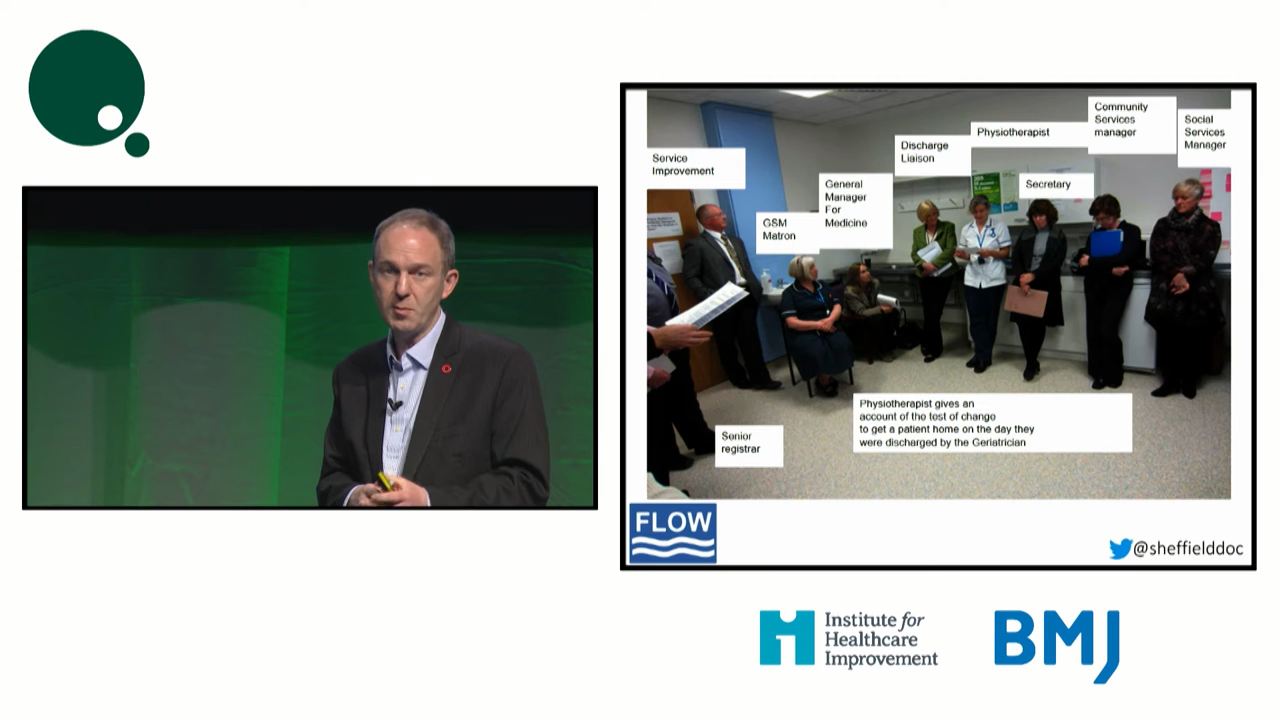 Service
Improvement
GSM
Matron
General
Manager
For
Medicine
Discharge
Liaison
Physiotherapist
Secretary
Community
Services
manager
Social
Services
Manager
Senior
registrar
Physiotherapist gives an
account of the test of change
to get a patient home on the day they
were discharged by the Geriatrician
FLOW
@sheffielddoc
Institute for
Healthcare
Improvement
BMJ